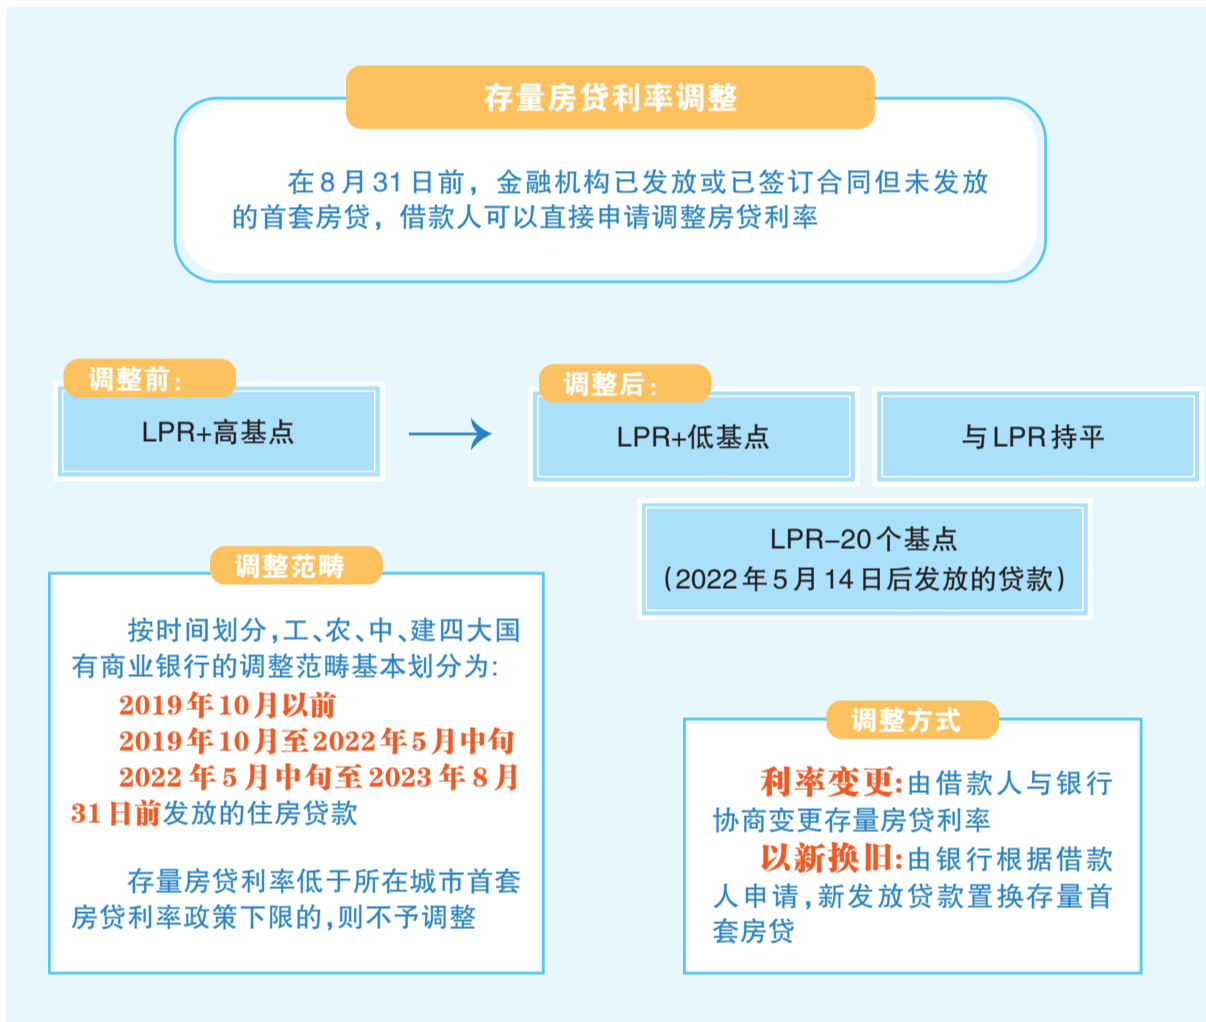 存量房贷利率调整
在8月31日前，金融机构已发放或已签订合同但未发放
的首套房贷，借款人可以直接申请调整房贷利率
调整前：
LPR+高基点
调整后：
LPR+低基点
与LPR持平
LPR–20个基点
（2022年5月14日后发放的贷款）
调整范畴
按时间划分，工、农、中、建四大国
有商业银行的调整范畴基本划分为：
2019年10月以前
2019年10月至2022年5月中旬
2022年5月中旬至2023年8月
31日前发放的住房贷款
存量房贷利率低于所在城市首套
房贷利率政策下限的，则不予调整
调整方式
利率变更：由借款人与银行
协商变更存量房贷利率
以新换旧：由银行根据借款
人申请，新发放贷款置换存量首
套房贷